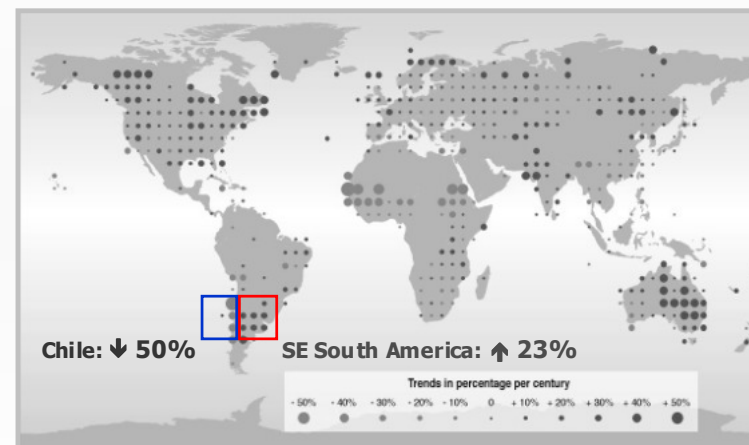 Chile: ↓ 50% SE South America: ↑ 23%
Trends in percentage per century
- 50% - 40% - 30% - 20% - 10% 0 + 10% + 20% + 30% + 40% + 50%